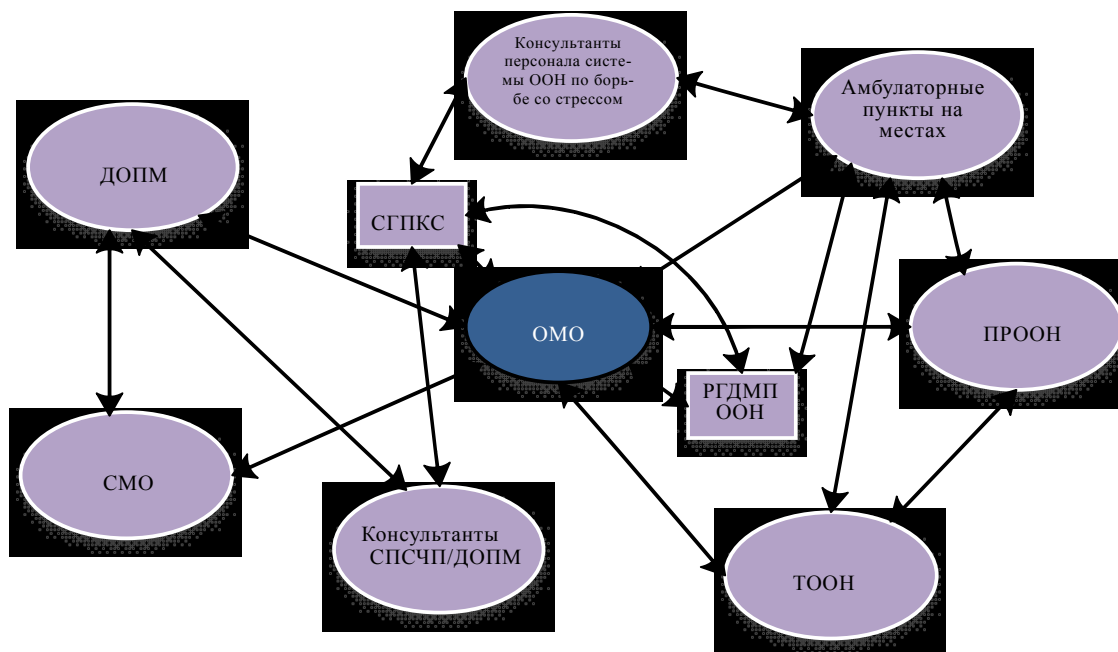 Консультанты
персонала систе-
мы ООН по борь-
бе со стрессом
Амбулаторные
пункты на
местах
ДОПМ
СГПКС
ОМО
ПРООН
РГДМП
ООН
СМО
Консультанты
СПСЧП/ДОПМ
ТООН